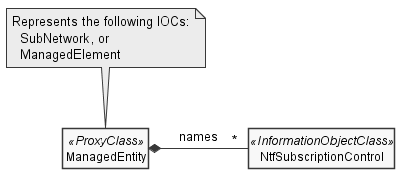 Represents the following IOCs:
SubNetwork, or
ManagedElement
names *
«ProxyClass»
ManagedEntity
«InformationObjectClass»
NtfSubscriptionControl